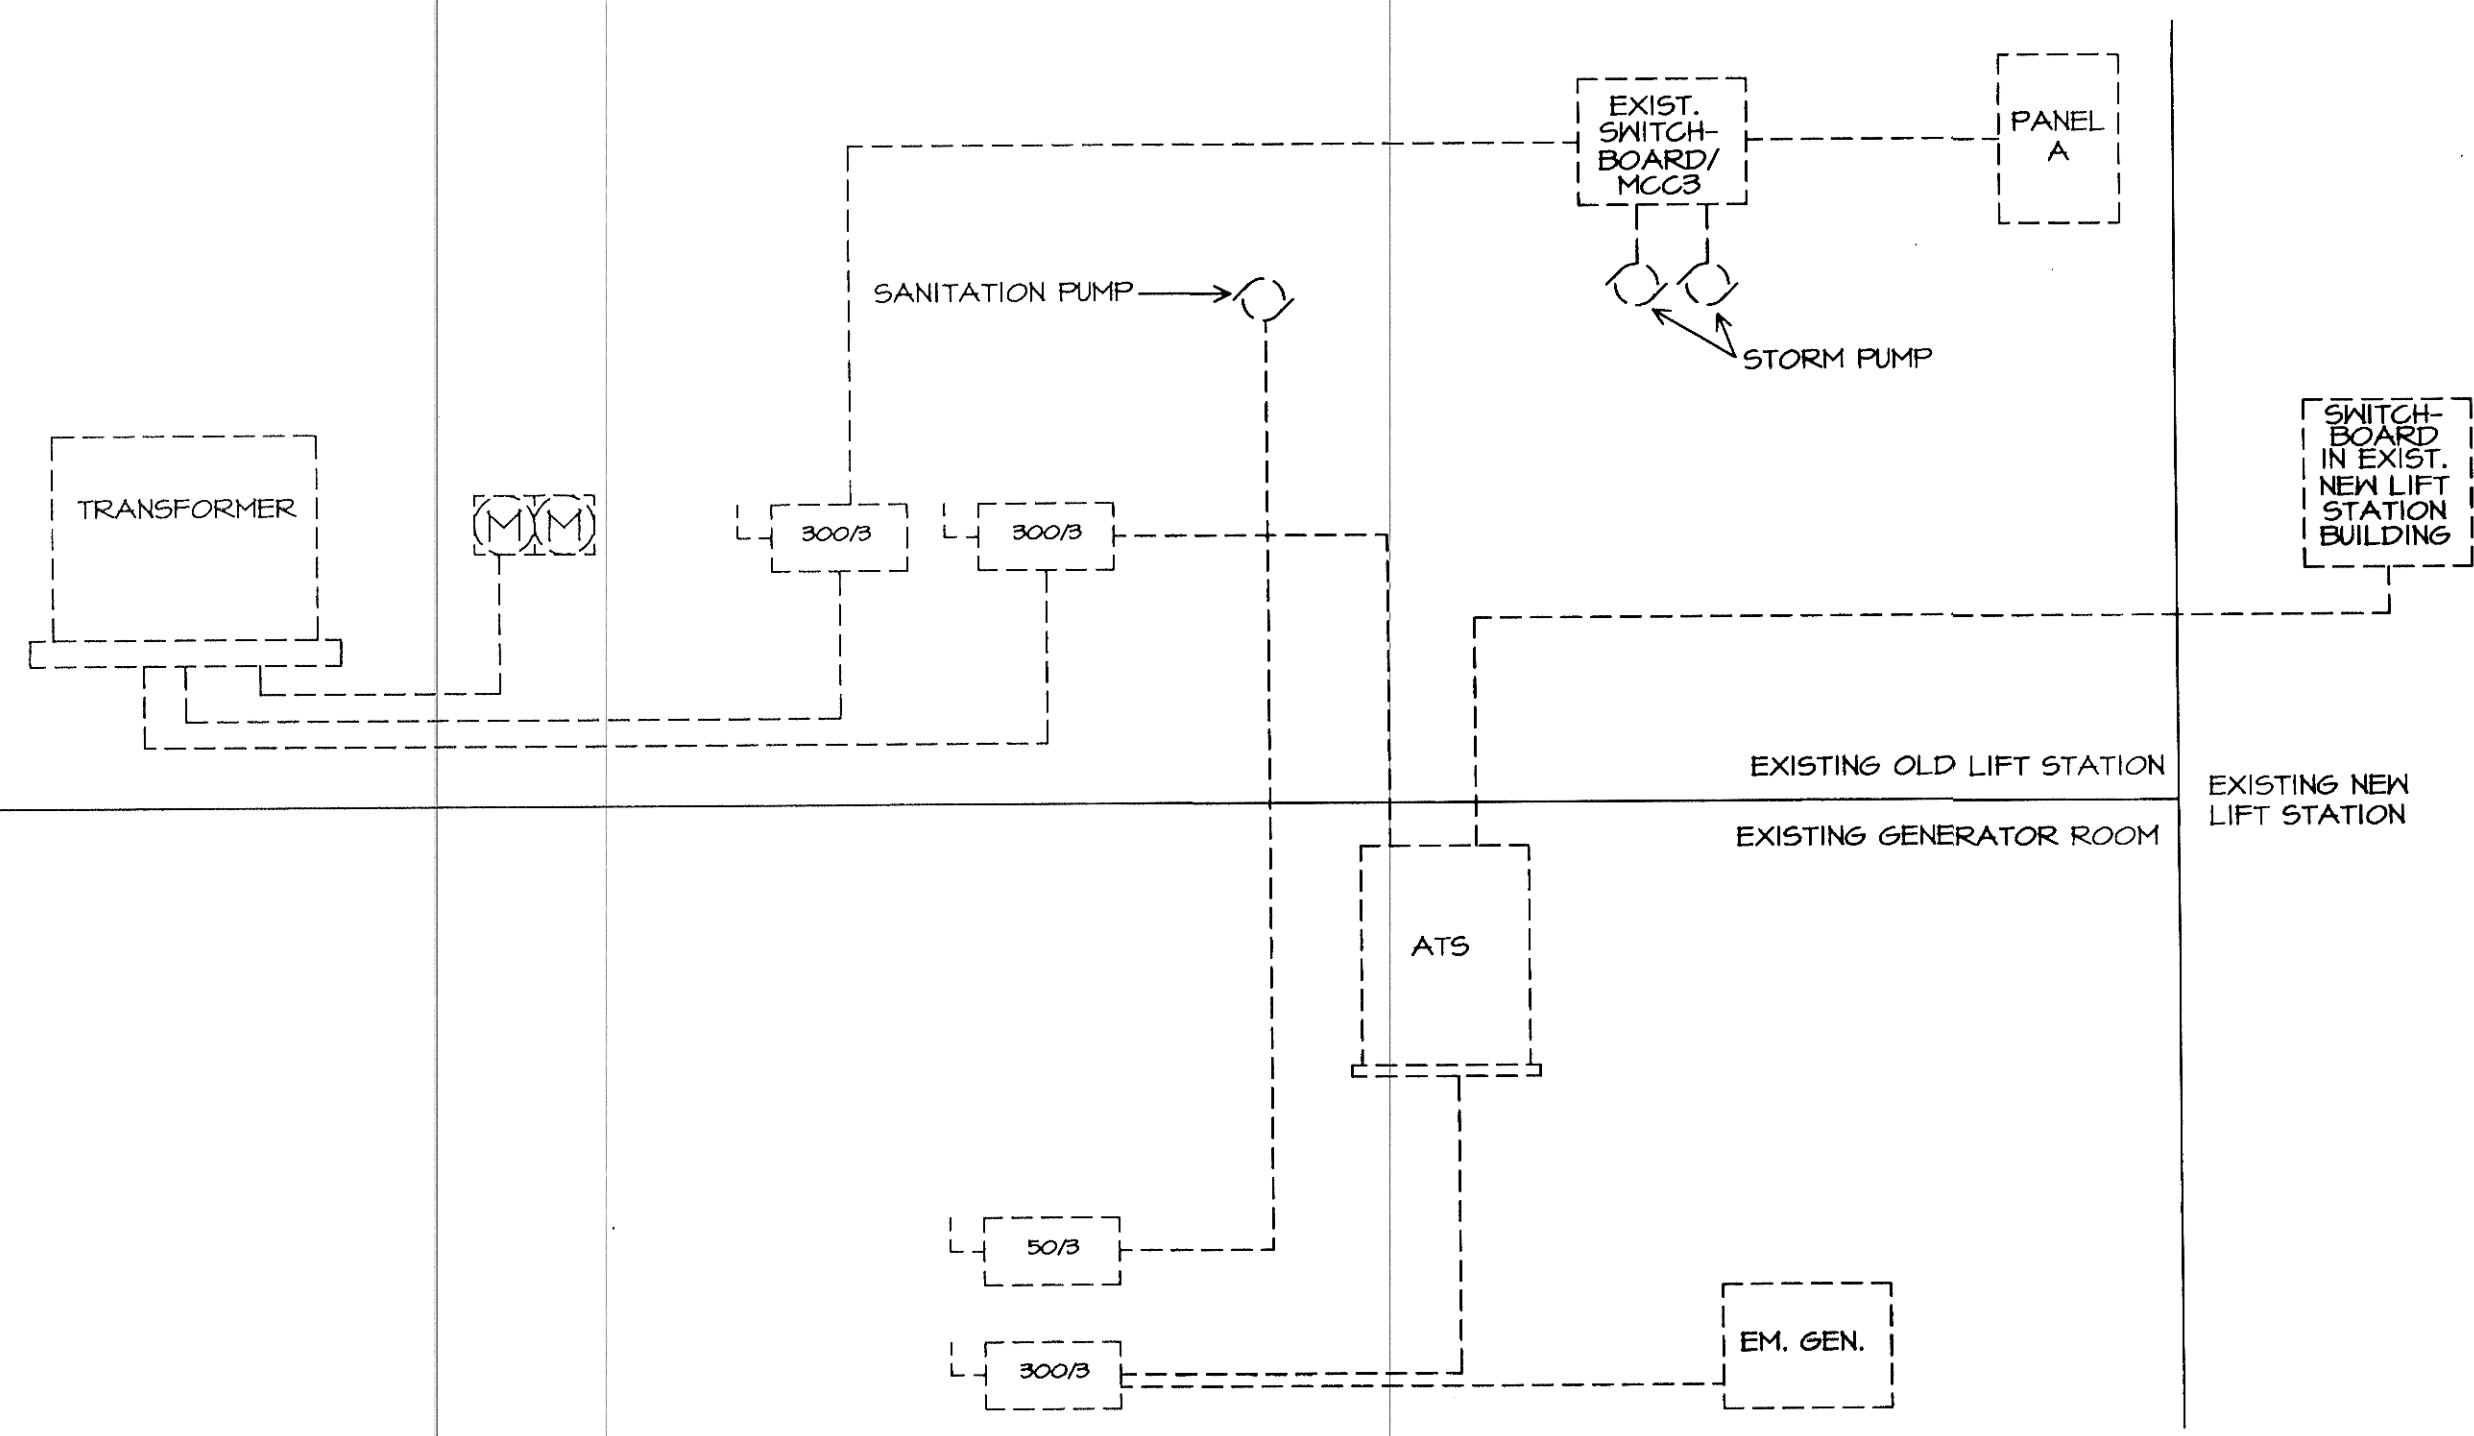 EXIST.
SWITCH-
BOARD/
MCC3
PANEL
A
SANITATION PUMP
STORM PUMP
TRANSFORMER
M M
300/3
300/3
SWITCH-
BOARD
IN EXIST.
NEW LIFT
STATION
BUILDING
EXISTING OLD LIFT STATION
EXISTING NEW
LIFT STATION
EXISTING GENERATOR ROOM
ATS
50/3
300/3
EM. GEN.